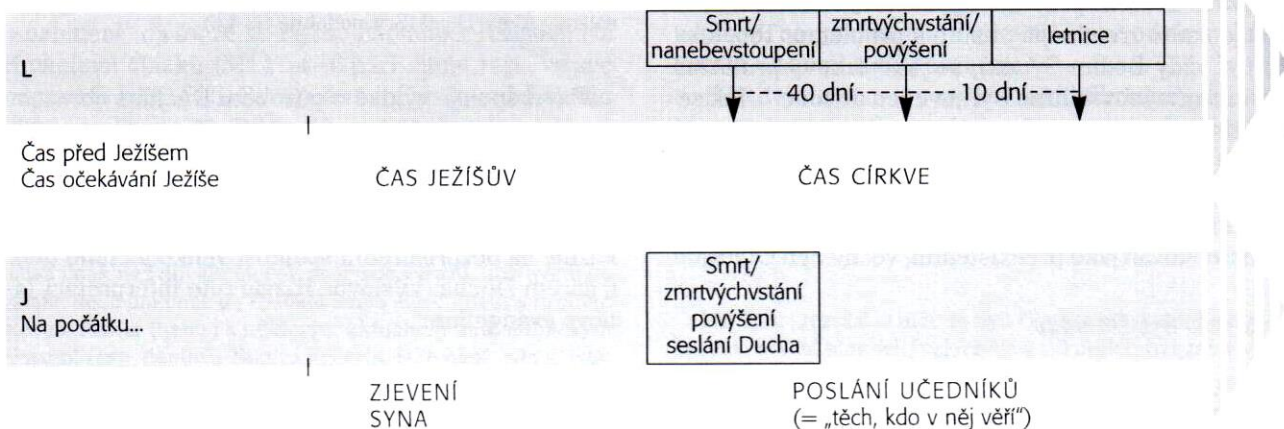 Smrt/
nanebevstoupení
zmrtvýchvstání/
povýšení
letnice
L
40 dní
10 dní
Čas před Ježíšem
Čas očekávání Ježíše
ČAS JEŽÍŠŮV
ČAS CÍRKVE
Smrt/
zmrtvýchvstání
povýšení
seslání Ducha
J
Na počátku...
ZJEVENÍ
SYNA
POSLÁNÍ UČEDNÍKŮ
(= „těch, kdo v něj věří“)